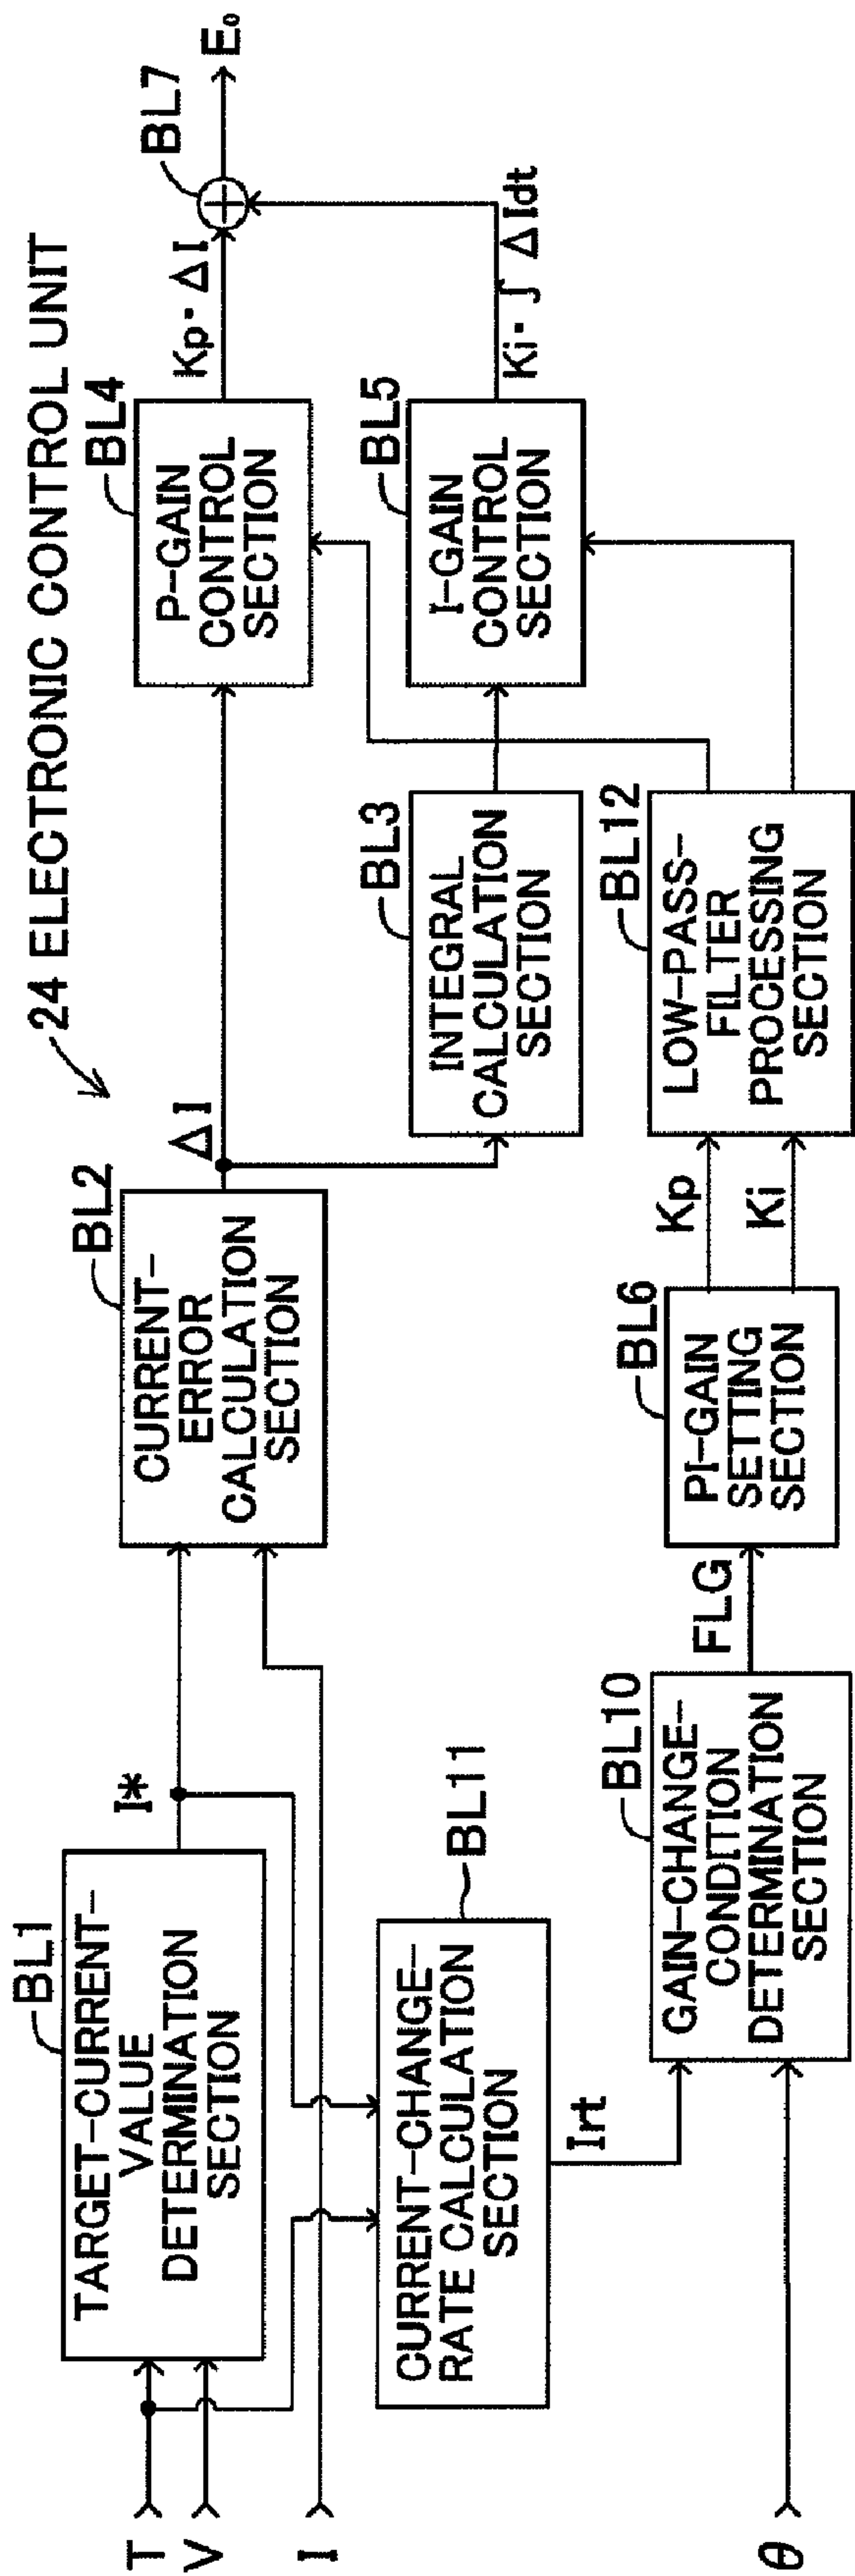 24 ELECTRONIC CONTROL UNIT
T
V
I
θ
BL1
TARGET-CURRENT-
VALUE
DETERMINATION
SECTION
I*
BL11
CURRENT-CHANGE-
RATE CALCULATION
SECTION
Irt
BL10
GAIN-CHANGE-
CONDITION
DETERMINATION
SECTION
FLG
BL2
CURRENT-
ERROR
CALCULATION
SECTION
ΔI
BL6
PI-GAIN
SETTING
SECTION
Kp
Ki
BL3
INTEGRAL
CALCULATION
SECTION
BL12
LOW-PASS-
FILTER
PROCESSING
SECTION
BL4
P-GAIN
CONTROL
SECTION
BL5
I-GAIN
CONTROL
SECTION
Kp・ΔI
Ki・∫ΔIdt
BL7
+
Eo